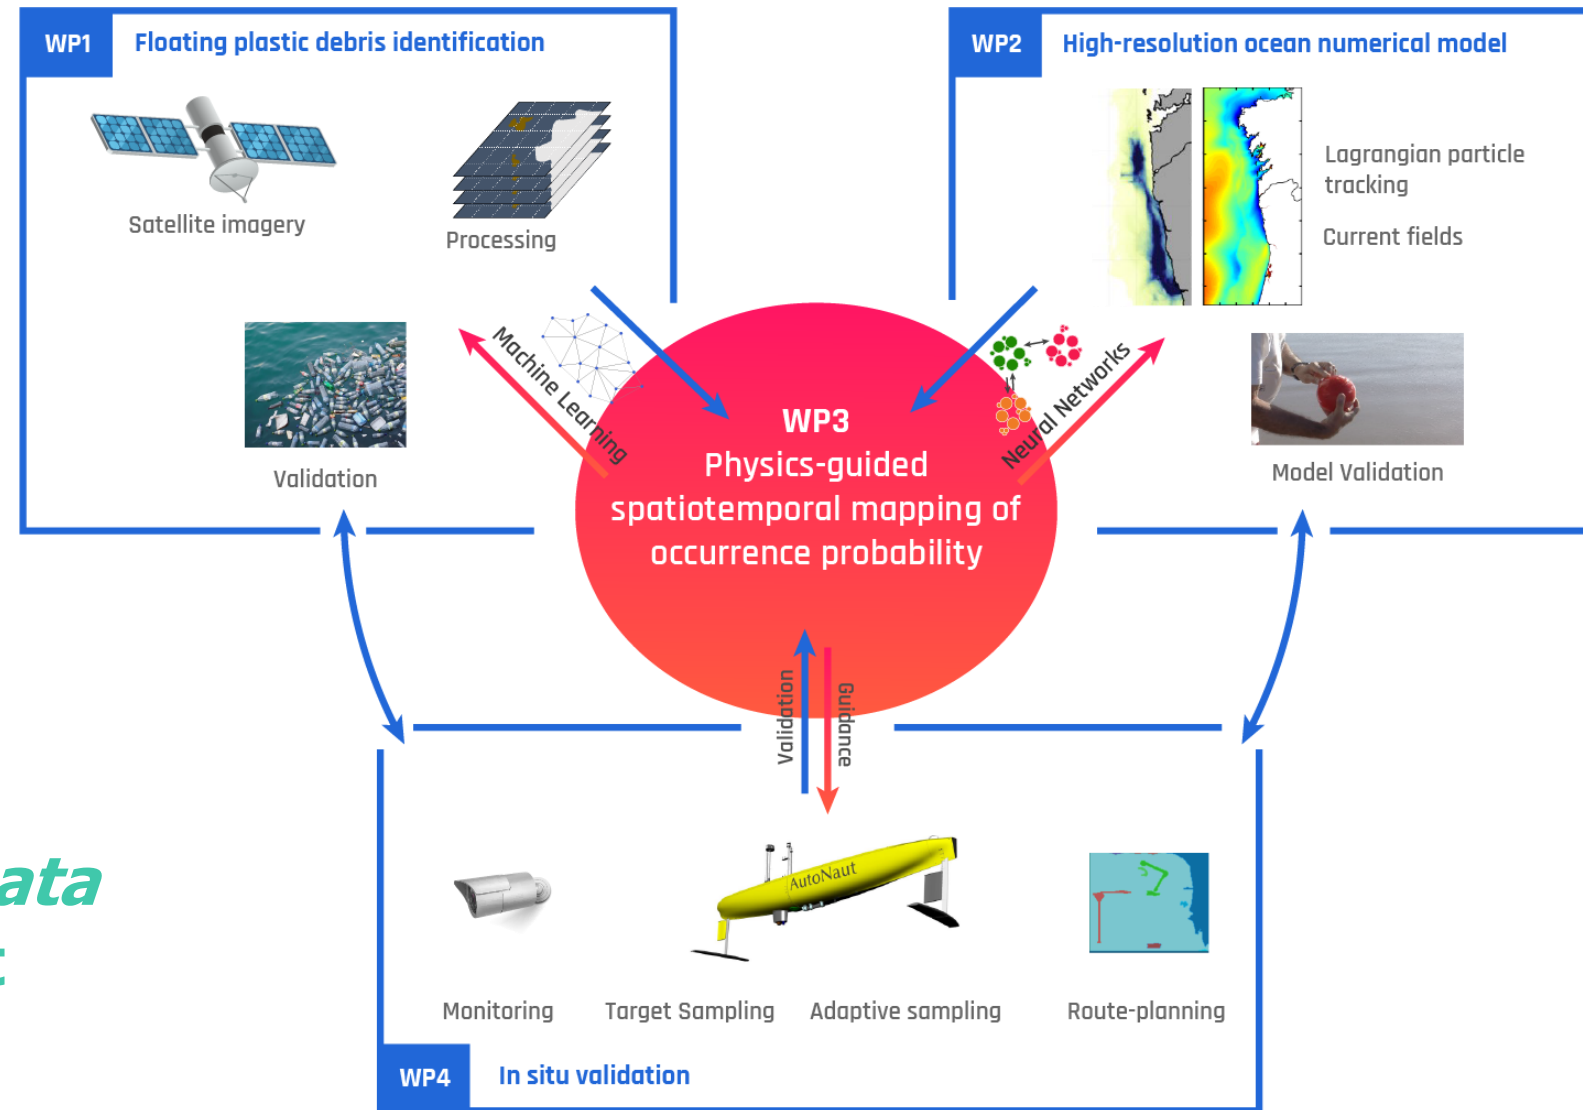 WP1
Floating plastic debris identification
Satellite imagery
Processing
Validation
WP2
High-resolution ocean numerical model
Lagrangian particle
tracking
Current fields
Model Validation
Machine Learning
Neural Networks
WP3
Physics-guided
spatiotemporal mapping of
occurrence probability
Validation
Guidance
AutoNaut
Monitoring
Target Sampling
Adaptive sampling
Route-planning
WP4
In situ validation
ata
t